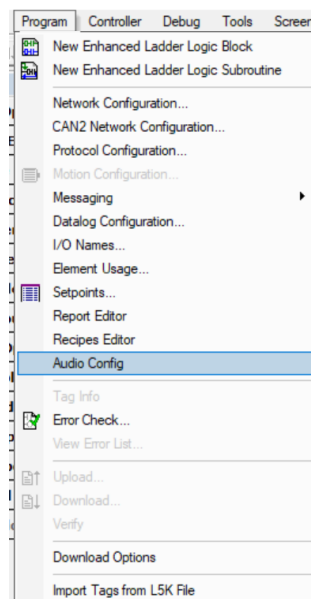 Program Controller Debug Tools Screen
New Enhanced Ladder Logic Block
New Enhanced Ladder Logic Subroutine
Network Configuration...
CAN2 Network Configuration...
Protocol Configuration...
Motion Configuration...
Messaging
Datalog Configuration...
I/O Names...
Element Usage...
Setpoints...
Report Editor
Recipes Editor
Audio Config
Tag Info
Error Check...
View Error List...
Upload...
Download...
Verify
Download Options
Import Tags from L5K File